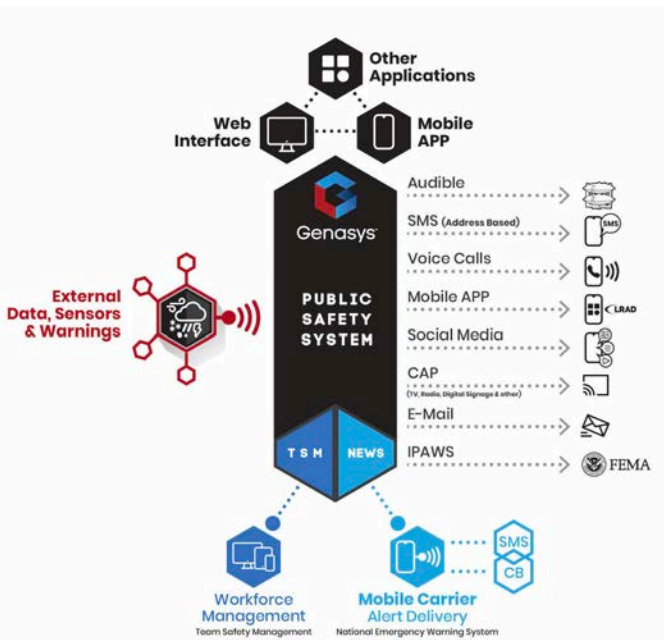 Other
Applications
Web
Interface
Mobile
APP
Genasys
PUBLIC
SAFETY
SYSTEM
External
Data, Sensors
& Warnings
Audible
SMS (Address Based)
SMS
Voice Calls
Mobile APP
LRAD
Social Media
CAP
(TV, Radio, Digital Signage & other)
E-Mail
IPAWS
FEMA
TSM
NEWS
Workforce
Management
Team Safety Management
Mobile Carrier
Alert Delivery
National Emergency Warning System
SMS
CB